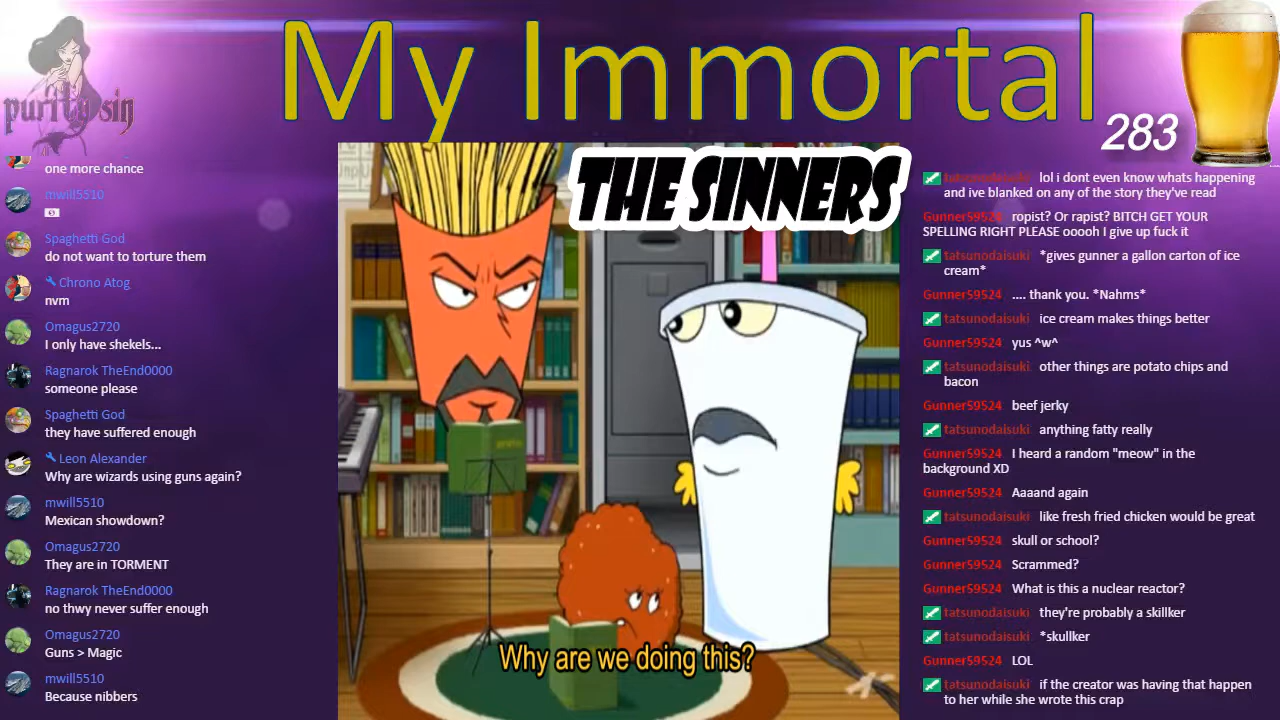 My Immortal
purity sin
283
THE SINNERS
one more chance
mwill5510
Spaghetti God
do not want to torture them
Chrono Atog
nvm
Omagus2720
I only have shekels...
Ragnarok TheEnd0000
someone please
Spaghetti God
they have suffered enough
Leon Alexander
Why are wizards using guns again?
mwill5510
Mexican showdown?
Omagus2720
They are in TORMENT
Ragnarok TheEnd0000
no thwy never suffer enough
Omagus2720
Guns > Magic
mwill5510
Because nibbers
Why are we doing this?
tatsunodaisuki lol i dont even know whats happening
and ive blanked on any of the story they've read
Gunner59524 ropist? Or rapist? BITCH GET YOUR
SPELLING RIGHT PLEASE ooooh I give up fuck it
tatsunodaisuki *gives gunner a gallon carton of ice
cream*
Gunner59524 .... thank you. *Nahms*
tatsunodaisuki ice cream makes things better
Gunner59524 yus ^w^
tatsunodaisuki other things are potato chips and
bacon
Gunner59524 beef jerky
tatsunodaisuki anything fatty really
Gunner59524 I heard a random "meow" in the
background XD
Gunner59524 Aaaand again
tatsunodaisuki like fresh fried chicken would be great
Gunner59524 skull or school?
Gunner59524 Scrammed?
Gunner59524 What is this a nuclear reactor?
tatsunodaisuki they're probably a skillker
tatsunodaisuki *skullker
Gunner59524 LOL
tatsunodaisuki if the creator was having that happen
to her while she wrote this crap